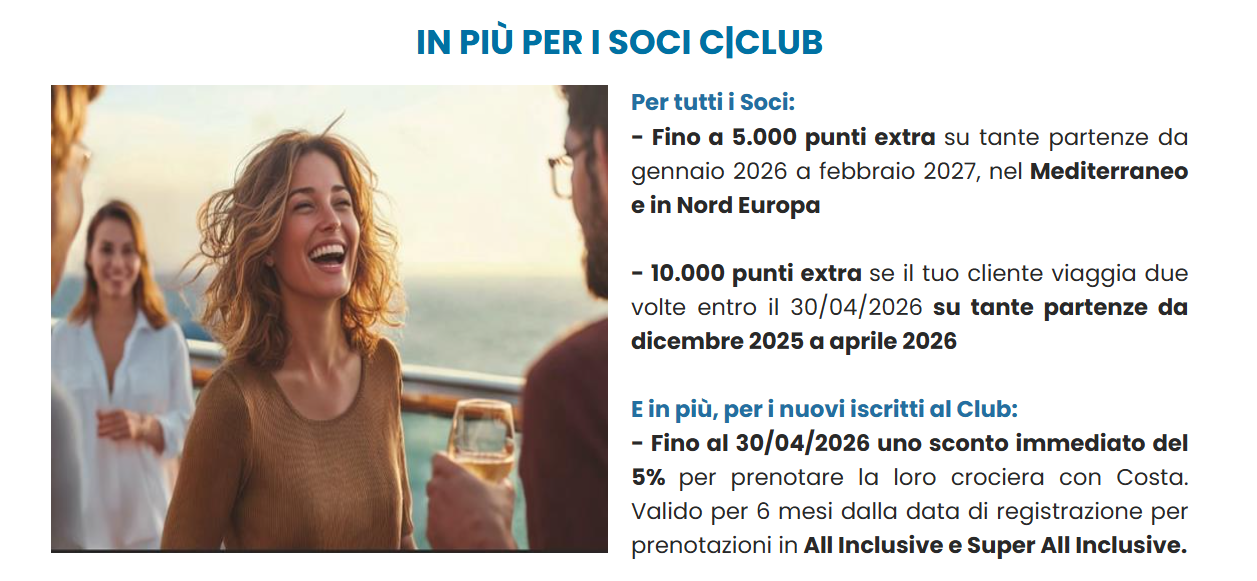 IN PIÙ PER I SOCI C|CLUB
Per tutti i Soci:
- Fino a 5.000 punti extra su tante partenze da
gennaio 2026 a febbraio 2027, nel Mediterraneo
e in Nord Europa
- 10.000 punti extra se il tuo cliente viaggia due
volte entro il 30/04/2026 su tante partenze da
dicembre 2025 a aprile 2026
E in più, per i nuovi iscritti al Club:
- Fino al 30/04/2026 uno sconto immediato del
5% per prenotare la loro crociera con Costa.
Valido per 6 mesi dalla data di registrazione per
prenotazioni in All Inclusive e Super All Inclusive.